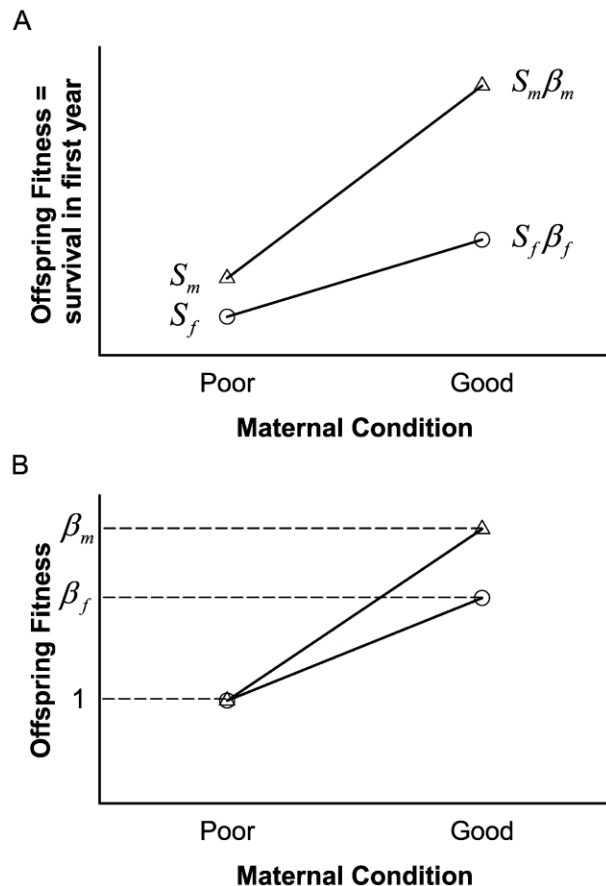 A
Offspring Fitness =
survival in first year
S_mβ_m
S_fβ_f
S_m
S_f
Poor Good
Maternal Condition
B
Offspring Fitness
β_m
β_f
1
Poor Good
Maternal Condition